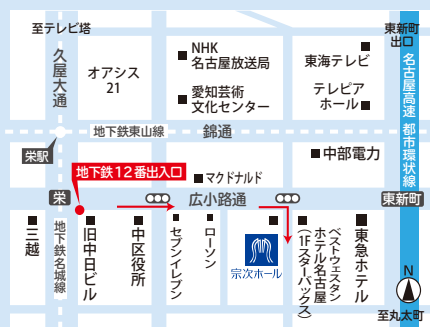 至テレビ塔
久屋大通
オアシス
21
NHK
名古屋放送局
愛知芸術
文化センター
東海テレビ
テレピア
ホール
東新町
出口
名古屋高速 都市環状線
地下鉄東山線
錦通
栄駅
地下鉄12番出入口
マクドナルド
中部電力
栄
広小路通
東新町
三越
地下鉄名城線
旧中日ビル
中区役所
セブンイレブン
ローソン
宗次ホール
ベストウェスタン
ホテル名古屋
(1Fスターバックス)
東急ホテル
N
至丸太町